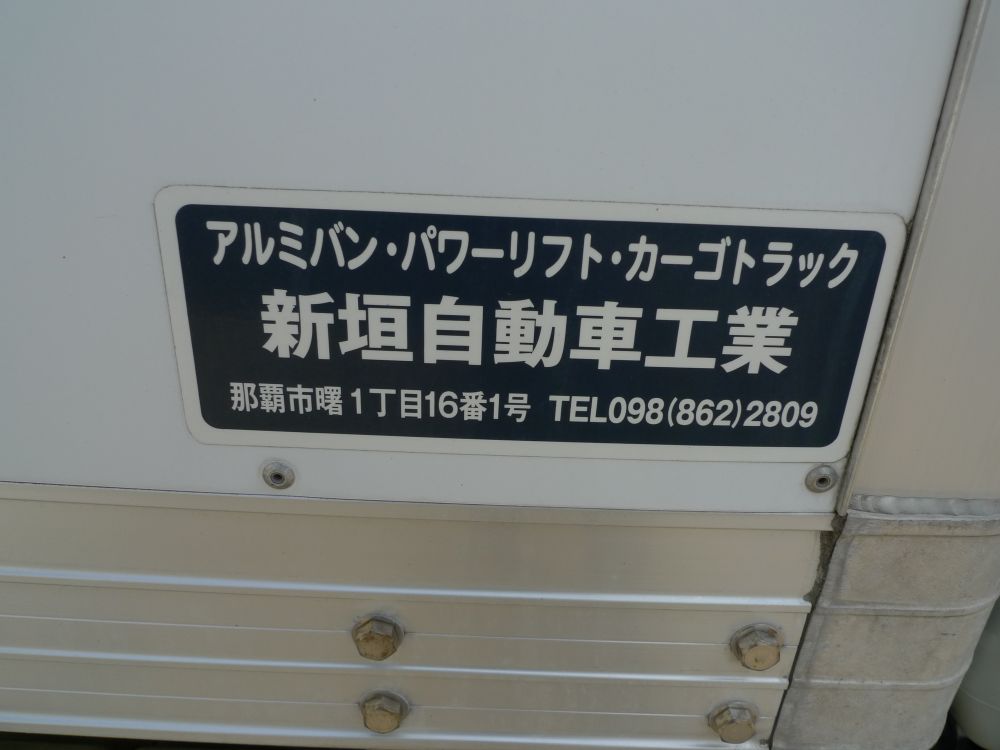 アルミバン・パワーリフト・カーゴトラック
新垣自動車工業
那覇市曙1丁目16番1号 TEL098(862)2809